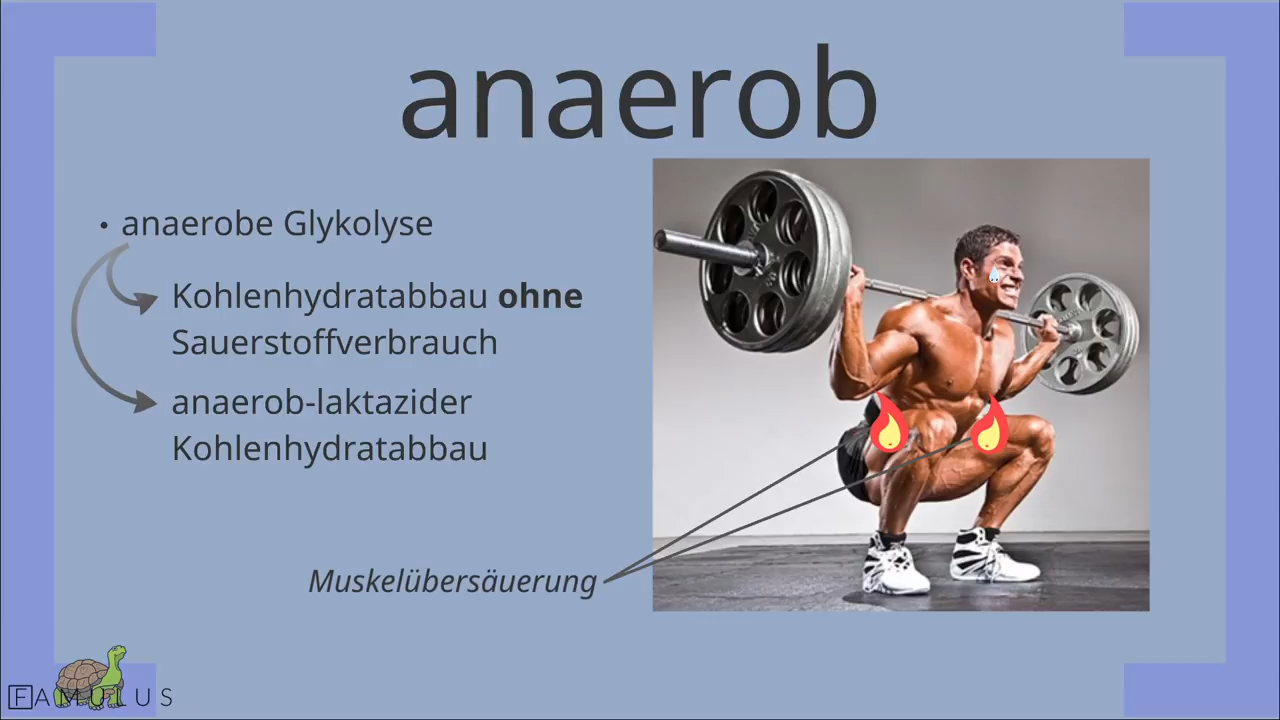 anaerob
• anaerobe Glykolyse
Kohlenhydratabbau ohne
Sauerstoffverbrauch
anaerob-laktazider
Kohlenhydratabbau
Muskelübersäuerung
FAMULUS